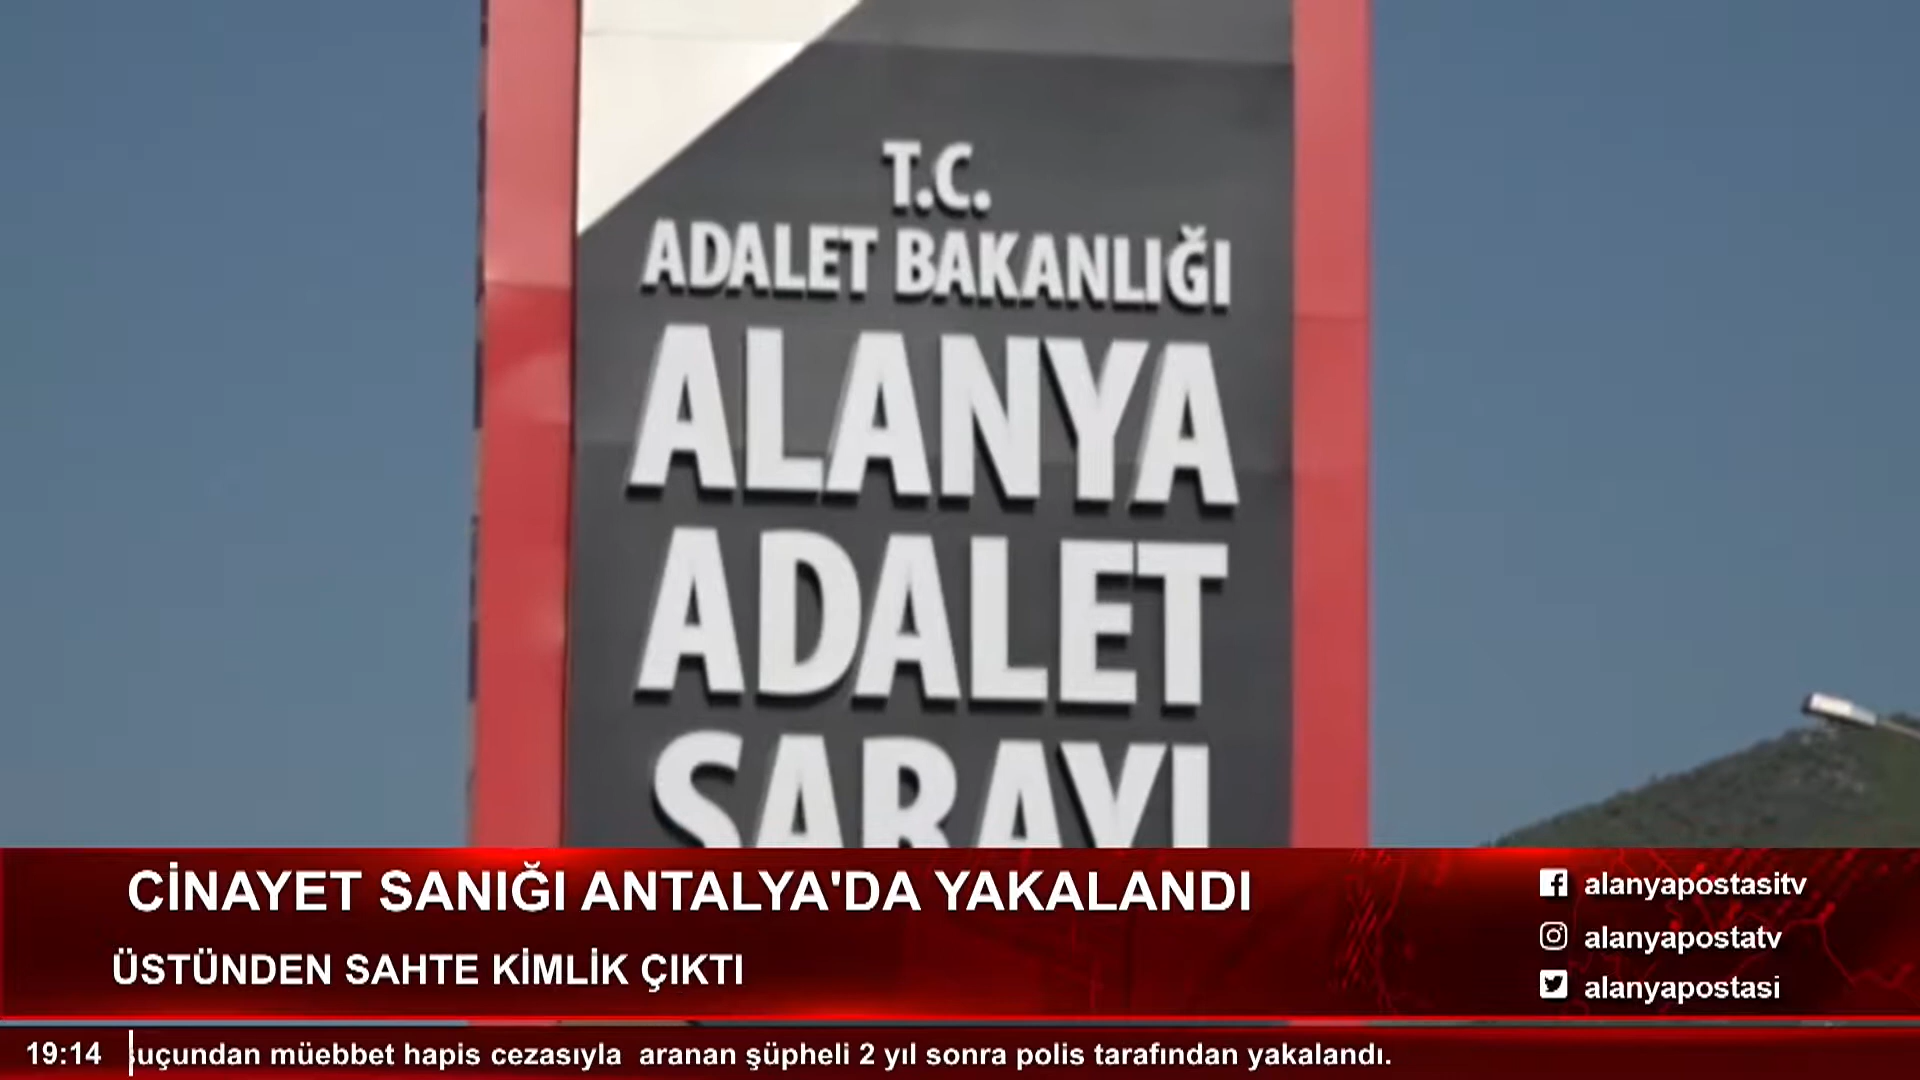 T.C.
ADALET BAKANLIĞI
ALANYA
ADALET
SARAYI
CİNAYET SANIĞI ANTALYA'DA YAKALANDI
ÜSTÜNDEN SAHTE KİMLİK ÇIKTI
alanyapostasitv
alanyapostatv
alanyapostasi
19:14
uçundan müebbet hapis cezasıyla aranan şüpheli 2 yıl sonra polis tarafından yakalandı.